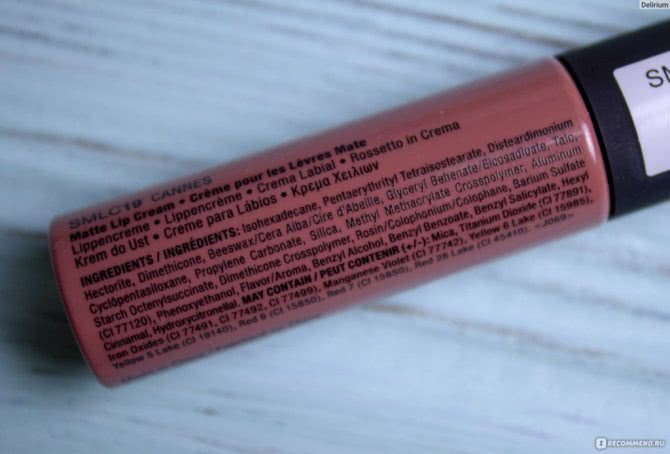 Delirium
SN
SMLC19 CANNES
Matte Lip Cream • Crème pour les Lèvres Mate
Lippencreme • Lippencrème • Crema Labial • Rossetto in Crema
Krem do Ust • Creme para Lábios • Κρεμα Χειλιων
INGREDIENTS / INGRÉDIENTS: Isohexadecane, Pentaerythrityl Tetraisostearate, Disteardimonium
Hectorite, Dimethicone, Beeswax/Cera Alba/Cire d'Abeille, Glyceryl Behenate/Eicosadioate, Talc,
Cyclopentasiloxane, Propylene Carbonate, Silica, Methyl Methacrylate Crosspolymer, Aluminum
Starch Octenylsuccinate, Dimethicone Crosspolymer, Rosin/Colophonium/Colophane, Barium Sulfate
(CI 77120), Phenoxyethanol, Flavor/Aroma, Benzyl Alcohol, Benzyl Benzoate, Benzyl Salicylate, Hexyl
Cinnamal, Hydroxycitronellal. MAY CONTAIN / PEUT CONTENIR (+/-): Mica, Titanium Dioxide (CI 77891),
Iron Oxides (CI 77491, CI 77492, CI 77499), Manganese Violet (CI 77742), Yellow 6 Lake (CI 15985),
Yellow 5 Lake (CI 19140), Red 6 (CI 15850), Red 7 (CI 15850), Red 28 Lake (CI 45410).
I RECOMMEND.RU